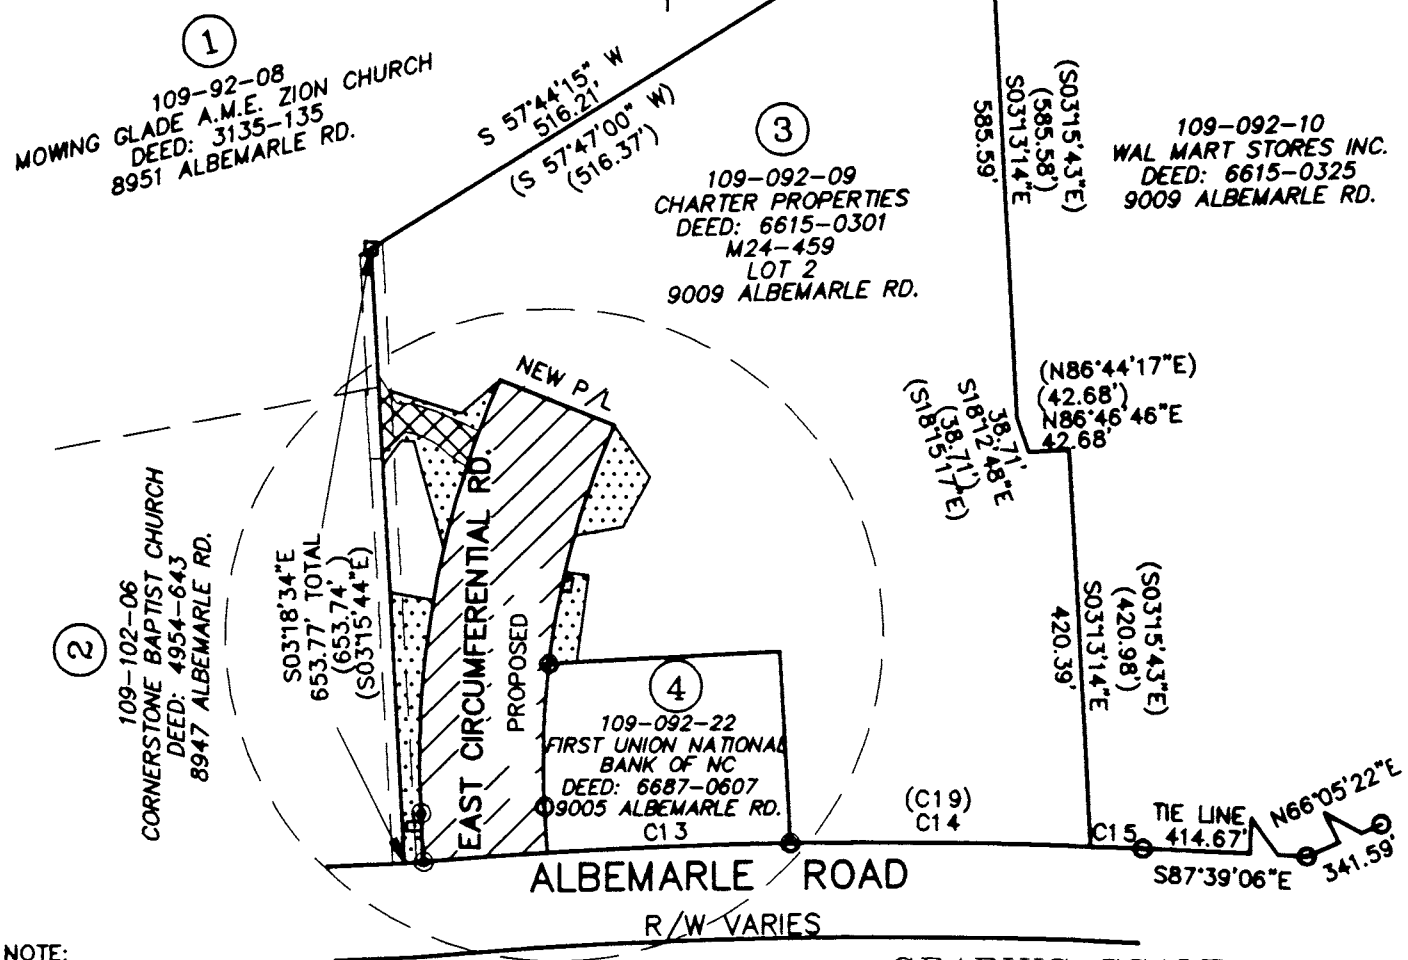 1
109-92-08
MOWING GLADE A.M.E. ZION CHURCH
DEED: 3135-135
8951 ALBEMARLE RD.
S 57°44'15" W
516.21'
(S 57°47'00" W)
(516.37')
3
109-092-09
CHARTER PROPERTIES
DEED: 6615-0301
M24-459
LOT 2
9009 ALBEMARLE RD.
(S03°15'43"E)
(585.58')
S03°13'14"E
585.59'
109-092-10
WAL MART STORES INC.
DEED: 6615-0325
9009 ALBEMARLE RD.
NEW P/L
(N86°44'17"E)
(42.68')
N86°46'46"E
42.68'
38.71'
S18°12'48"E
(38.71')
(S18°15'17"E)
2
109-102-06
CORNERSTONE BAPTIST CHURCH
DEED: 4954-643
8947 ALBEMARLE RD.
S03°18'34"E
653.77' TOTAL
(653.74')
(S03°15'44"E)
EAST CIRCUMFERENTIAL RD.
PROPOSED
4
109-092-22
FIRST UNION NATIONAL
BANK OF NC
DEED: 6687-0607
9005 ALBEMARLE RD.
C13
(S03°15'43"E)
(420.98')
S03°13'14"E
420.39'
(C19)
C14
C15
TIE LINE
414.67'
S87°39'06"E
N66°05'22"E
341.59'
ALBEMARLE ROAD
R/W VARIES
NOTE: